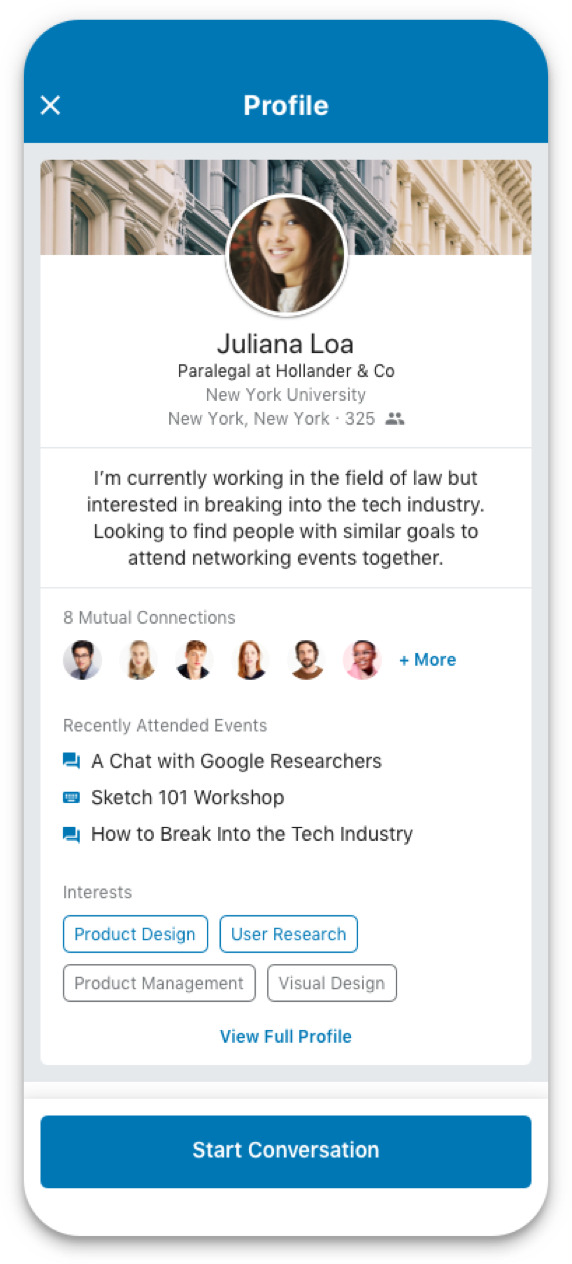 Profile
Juliana Loa
Paralegal at Hollander & Co
New York University
New York, New York · 325
I’m currently working in the field of law but
interested in breaking into the tech industry.
Looking to find people with similar goals to
attend networking events together.
8 Mutual Connections
+ More
Recently Attended Events
A Chat with Google Researchers
Sketch 101 Workshop
How to Break Into the Tech Industry
Interests
Product Design User Research
Product Management Visual Design
View Full Profile
Start Conversation